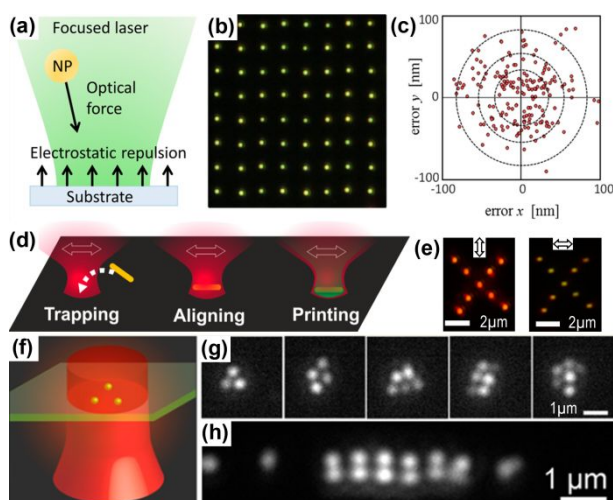 (a)
Focused laser
NP
Optical
force
Electrostatic repulsion
Substrate
(b)
(c)
100
error y [nm]
0
-100
-100
0
100
error x [nm]
(d)
Trapping
Aligning
Printing
(e)
2μm
2μm
(f)
(g)
1μm
(h)
1 μm